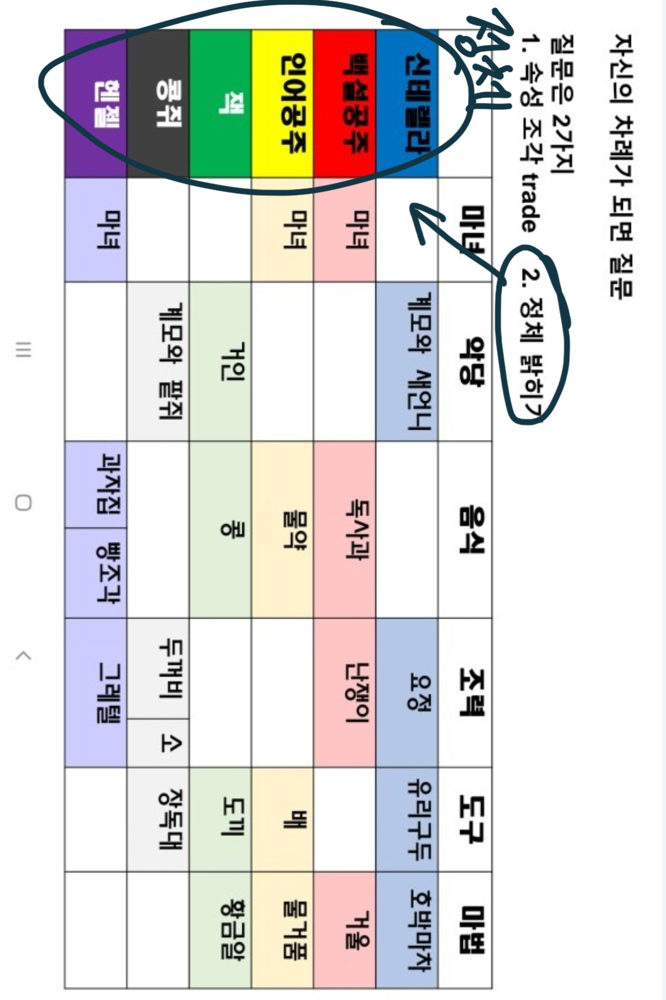 자신의 차례가 되면 질문
질문은 2가지
1. 속성 조각 trade 2. 정체 밝히기
정체
마녀 악당 음식 조력 도구 마법
신데렐라 계모와 새언니 요정 유리구두 호박마차
백설공주 마녀 독사과 난쟁이 거울
인어공주 마녀 물약 배 물거품
잭 거인 콩 도끼 황금알
콩쥐 계모와 팥쥐 두꺼비 소 장독대
헨젤 마녀 과자집 빵조각 그레텔